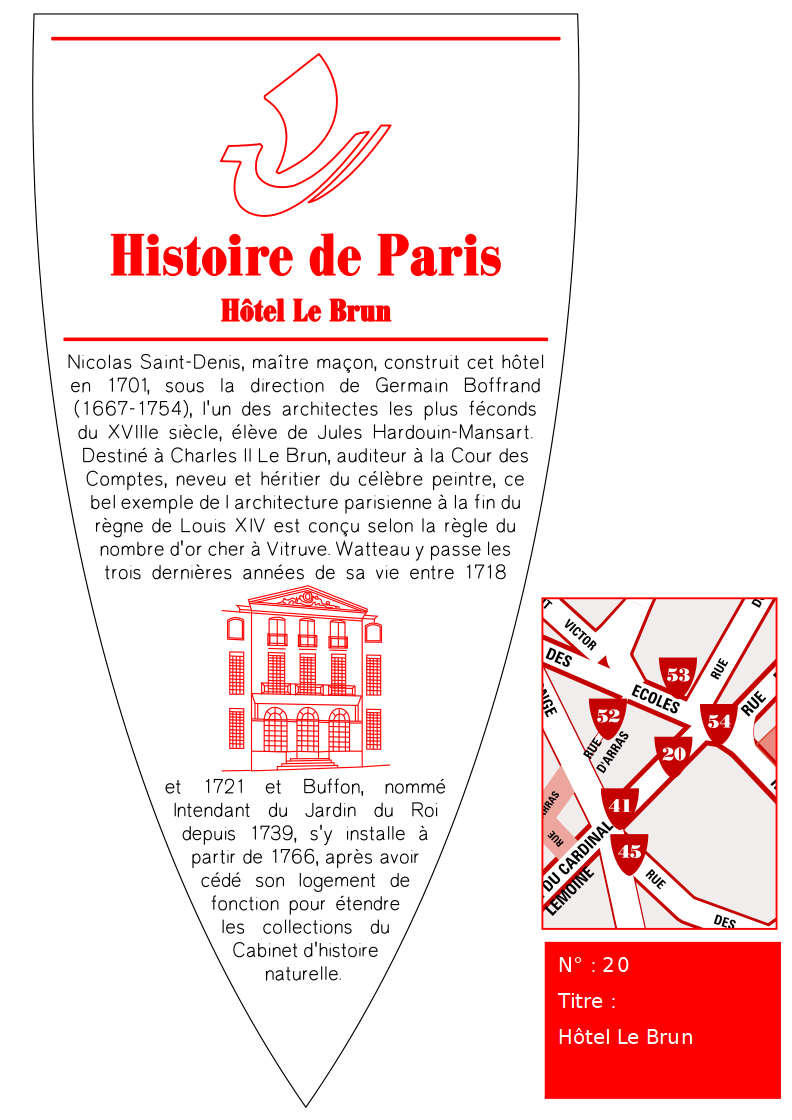 Histoire de Paris
Hôtel Le Brun
Nicolas Saint-Denis, maître maçon, construit cet hôtel
en 1701, sous la direction de Germain Boffrand
(1667-1754), l'un des architectes les plus féconds
du XVIIIe siècle, élève de Jules Hardouin-Mansart.
Destiné à Charles II Le Brun, auditeur à la Cour des
Comptes, neveu et héritier du célèbre peintre, ce
bel exemple de l architecture parisienne à la fin du
règne de Louis XIV est conçu selon la règle du
nombre d'or cher à Vitruve. Watteau y passe les
trois dernières années de sa vie entre 1718
et 1721 et Buffon, nommé
Intendant du Jardin du Roi
depuis 1739, s'y installe à
partir de 1766, après avoir
cédé son logement de
fonction pour étendre
les collections du
Cabinet d'histoire
naturelle.
VICTOR
DES
ECOLES
RUE
RUE
NGE
53
52
54
20
RUE
D'ARRAS
41
45
RRAS
RUE
DU CARDINAL
LEMOINE
RUE
DES
N° : 20
Titre :
Hôtel Le Brun